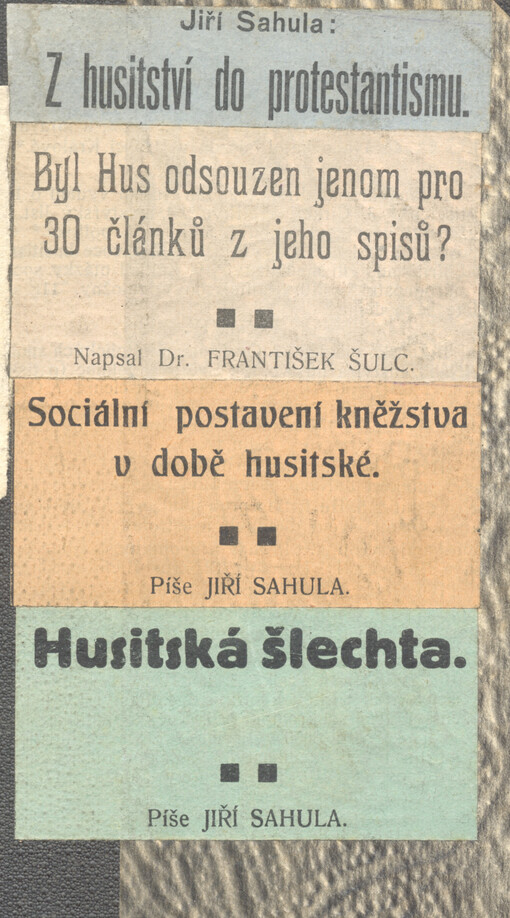 Jiří Sahula:
Z husitství do protestantismu.
Byl Hus odsouzen jenom pro
30 článků z jeho spisů?
Napsal Dr. FRANTIŠEK ŠULC.
Sociální postavení kněžstva
v době husitské.
Píše JIŘÍ SAHULA.
Husitská šlechta.
Píše JIŘÍ SAHULA.